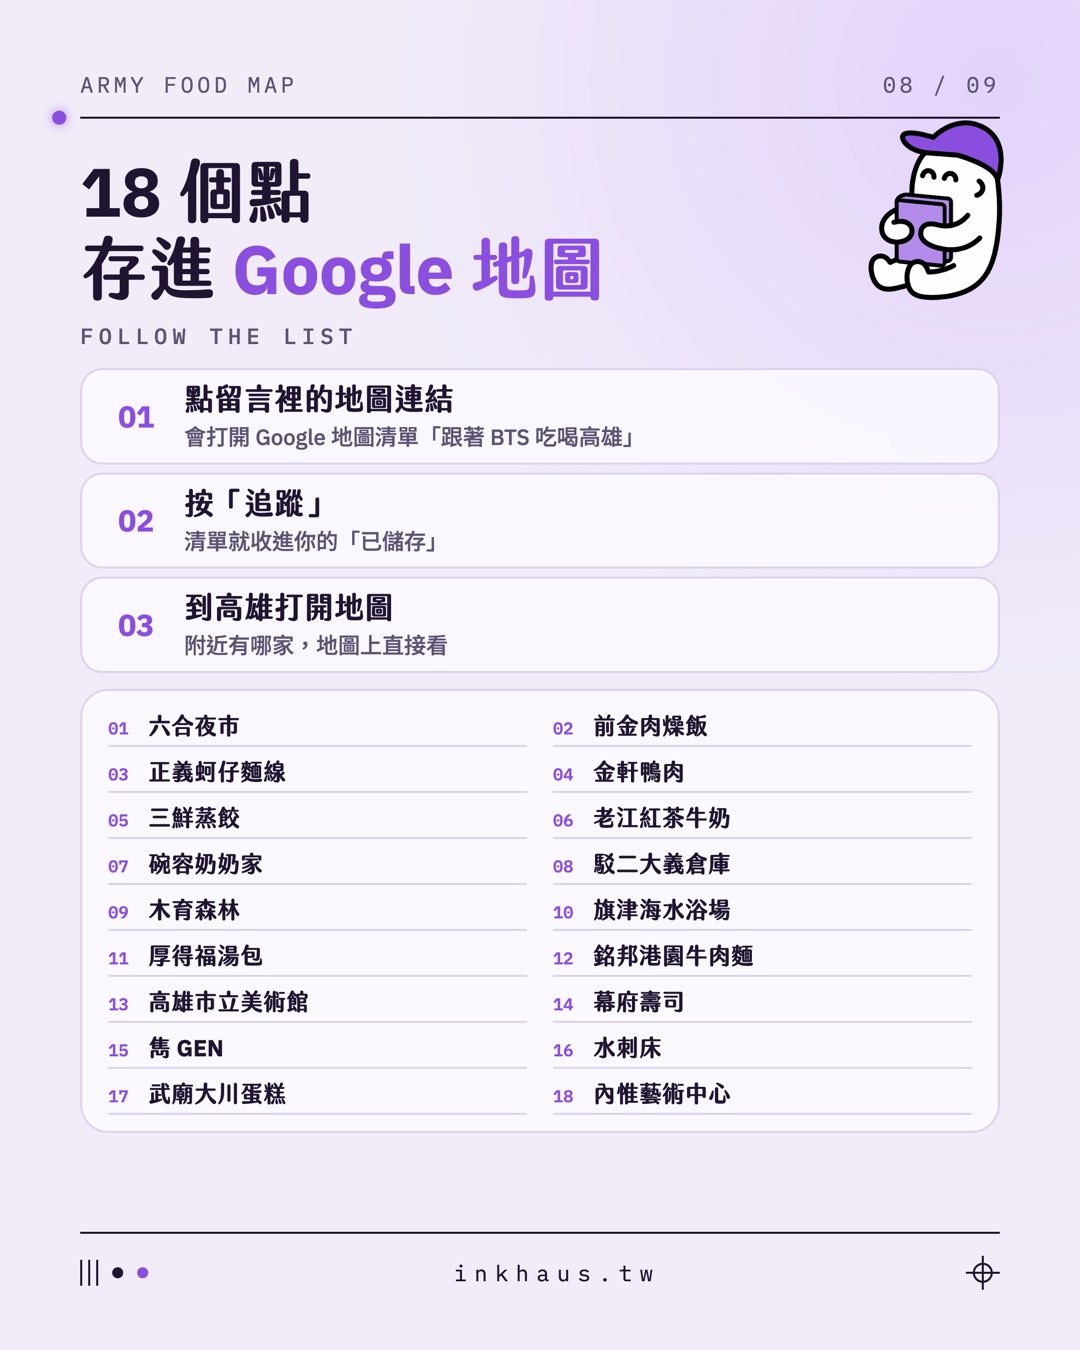 ARMY FOOD MAP
08 / 09
18 個點
存進 Google 地圖
FOLLOW THE LIST
01
點留言裡的地圖連結
會打開 Google 地圖清單「跟著 BTS 吃喝高雄」
02
按「追蹤」
清單就收進你的「已儲存」
03
到高雄打開地圖
附近有哪家，地圖上直接看
01 六合夜市
02 前金肉燥飯
03 正義蚵仔麵線
04 金軒鴨肉
05 三鮮蒸餃
06 老江紅茶牛奶
07 碗容奶奶家
08 駁二大義倉庫
09 木育森林
10 旗津海水浴場
11 厚得福湯包
12 銘邦港園牛肉麵
13 高雄市立美術館
14 幕府壽司
15 雋 GEN
16 水刺床
17 武廟大川蛋糕
18 內惟藝術中心
inkhaus.tw